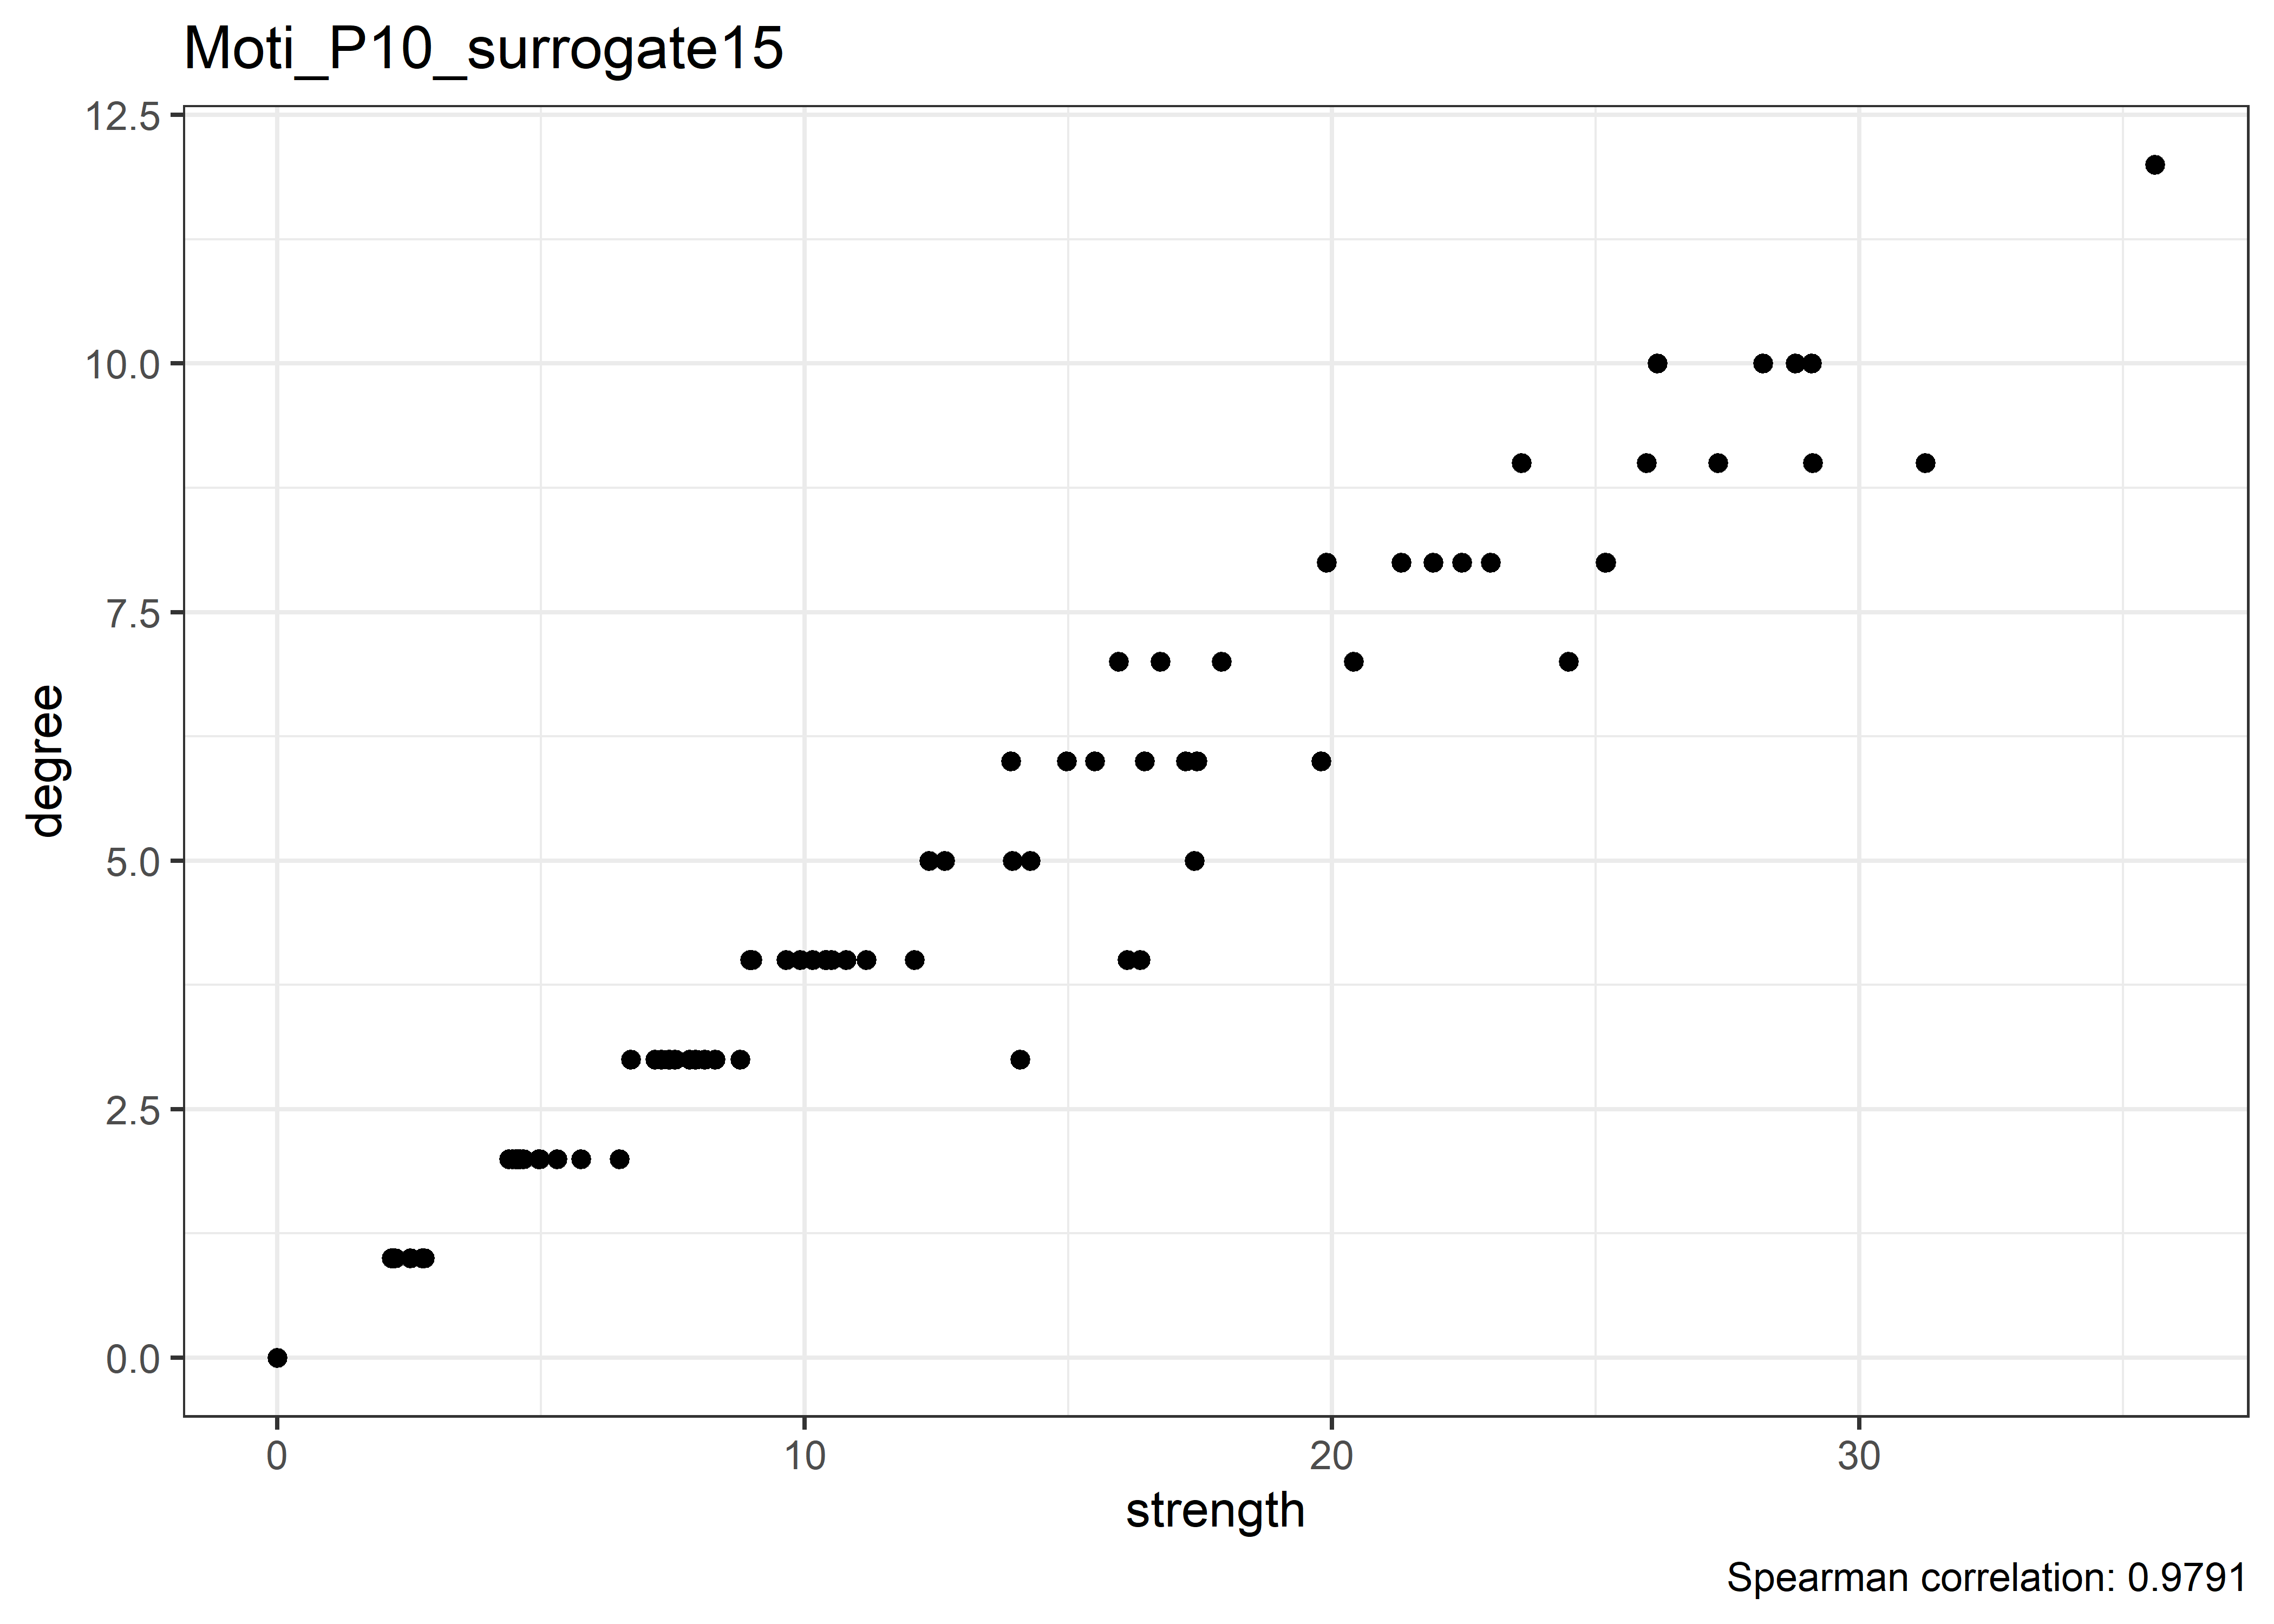 Moti_P10_surrogate15
12.5
10.0
7.5
5.0
2.5
0.0
degree
0 10 20 30
strength
Spearman correlation: 0.9791